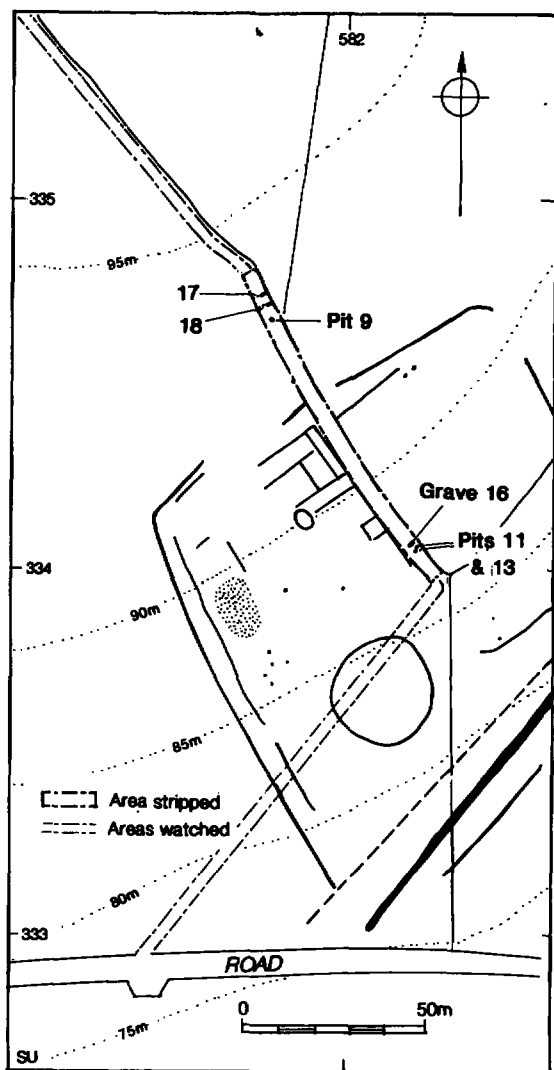 582
335
95m
17
18
Pit 9
Grave 16
Pits 11
& 13
334
90m
85m
Area stripped
Areas watched
80m
333
ROAD
0 50m
75m
SU